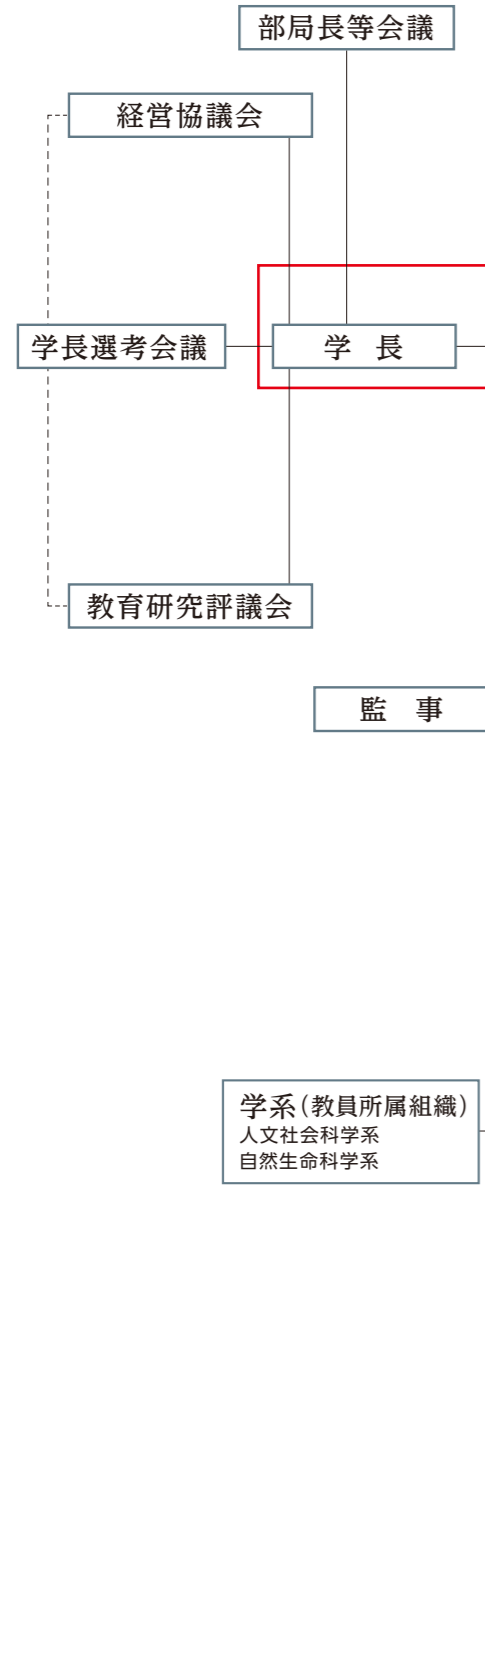 部局長等会議
経営協議会
学長選考会議
学 長
教育研究評議会
監 事
学系(教員所属組織)
人文社会科学系
自然生命科学系